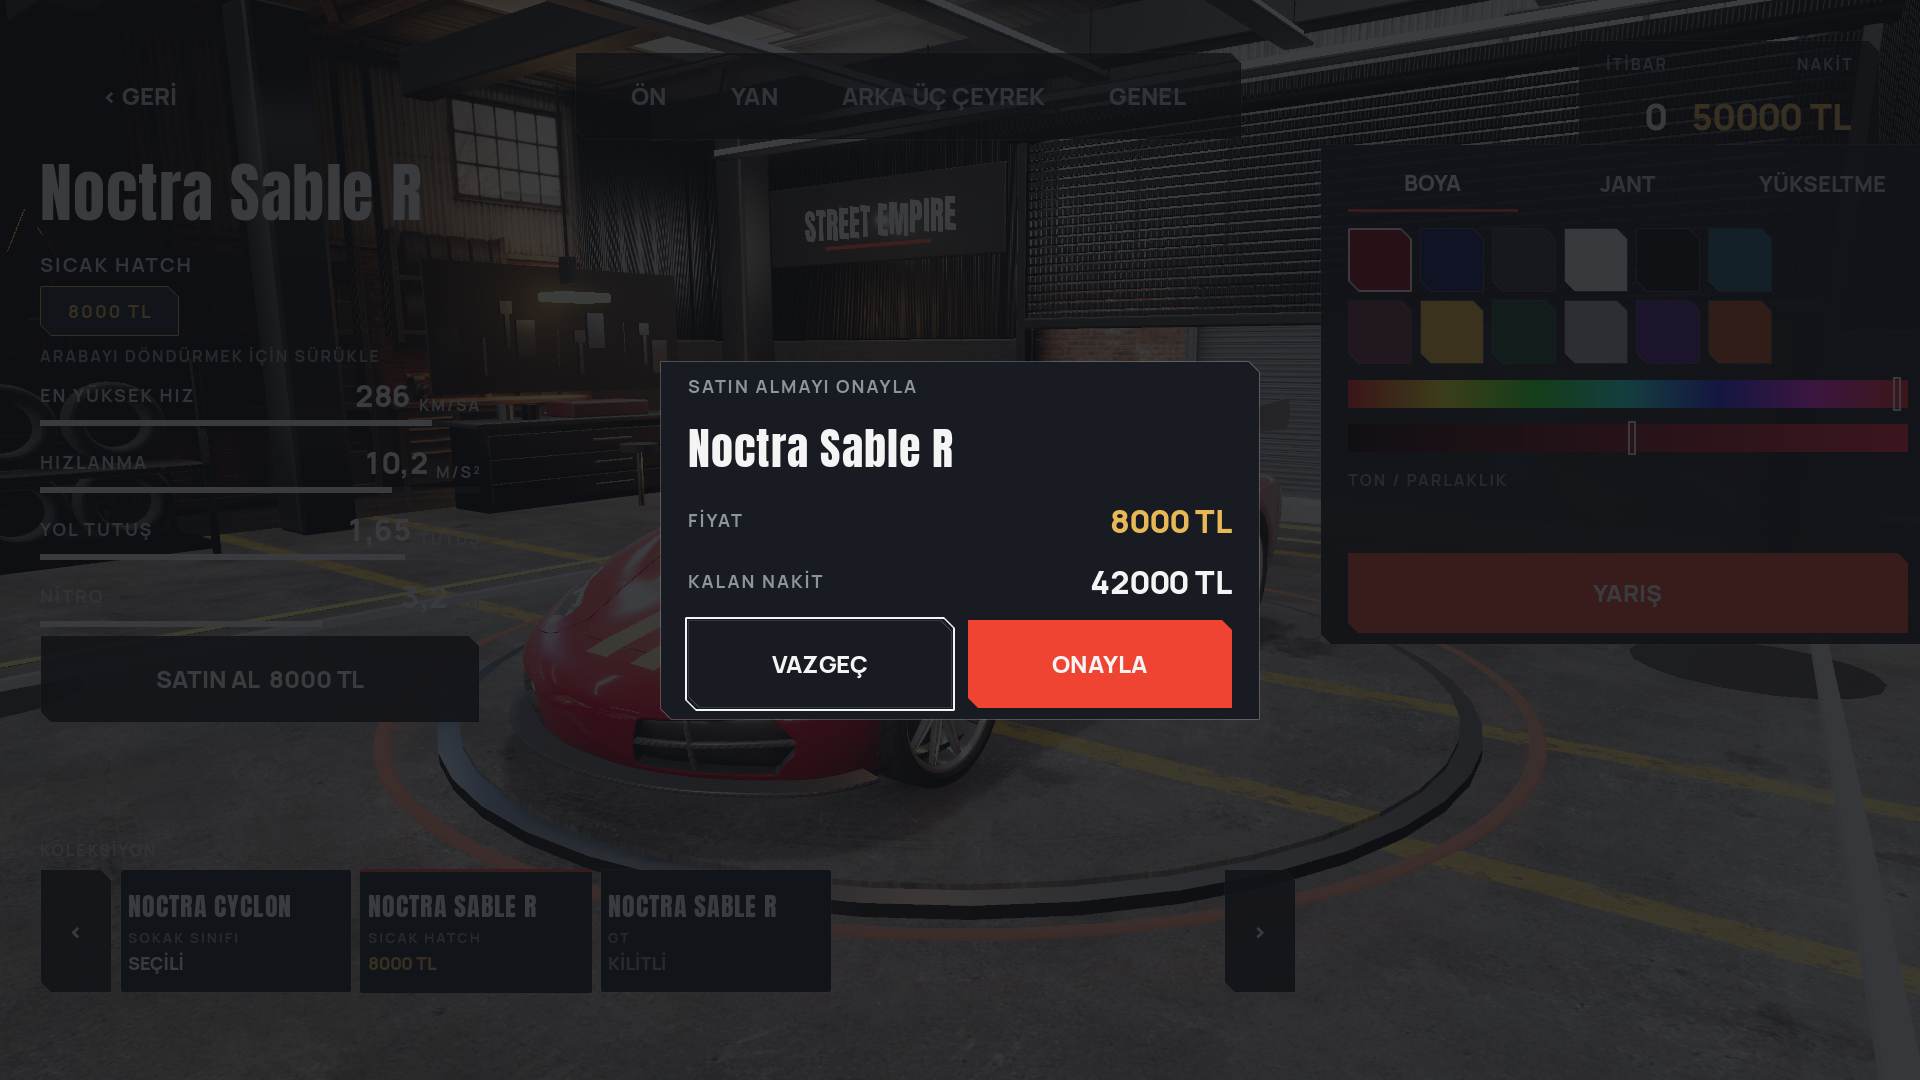 ‹ GERİ
ÖN YAN ARKA ÜÇ ÇEYREK GENEL
İTİBAR NAKİT
0 50000 TL
Noctra Sable R
SICAK HATCH
8000 TL
ARABAYI DÖNDÜRMEK İÇİN SÜRÜKLE
EN YÜKSEK HIZ 286 KM/SA
HIZLANMA 10,2 M/S²
YOL TUTUŞ 1,65 TUTUŞ
NİTRO 3,2
SATIN AL 8000 TL
STREET EMPIRE
BOYA JANT YÜKSELTME
TON / PARLAKLIK
YARIŞ
SATIN ALMAYI ONAYLA
Noctra Sable R
FİYAT 8000 TL
KALAN NAKİT 42000 TL
VAZGEÇ ONAYLA
KOLEKSİYON
‹
NOCTRA CYCLON
SOKAK SINIFI
SEÇİLİ
NOCTRA SABLE R
SICAK HATCH
8000 TL
NOCTRA SABLE R
GT
KİLİTLİ
›